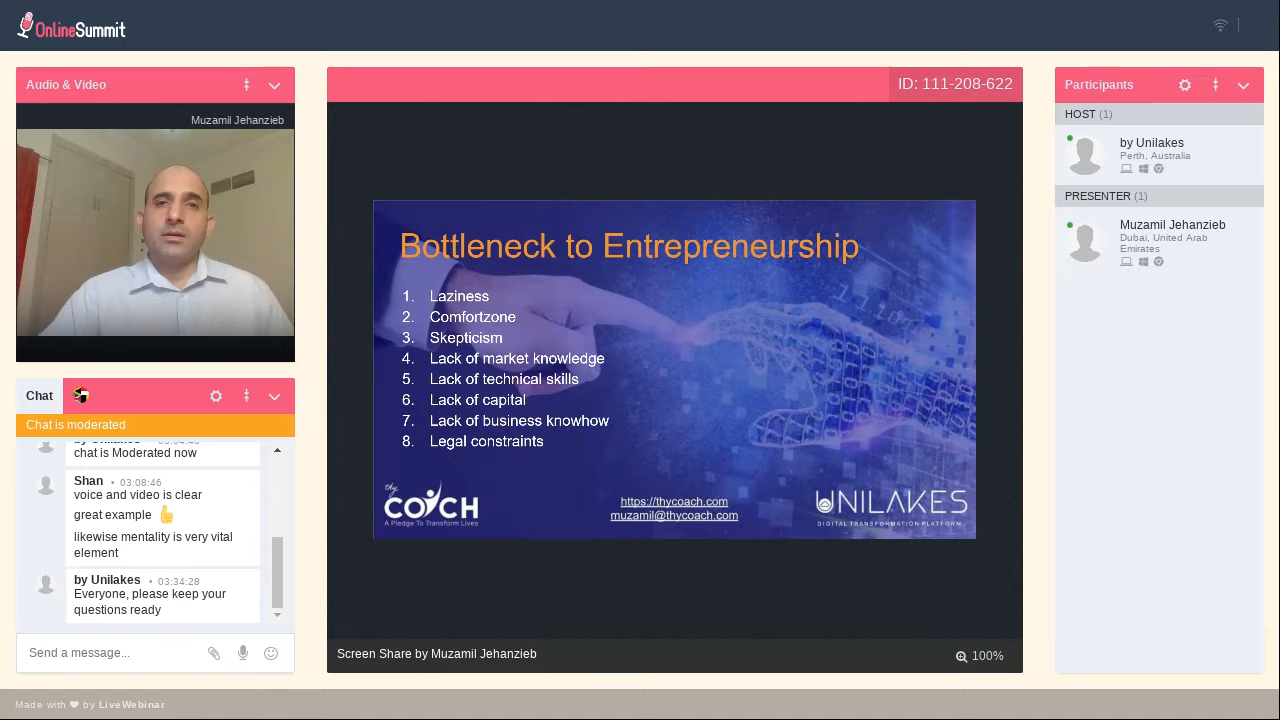 OnlineSummit
Audio & Video
Muzamil Jehanzieb
Chat
Chat is moderated
by Unilakes
chat is Moderated now
Shan • 03:08:46
voice and video is clear
great example
likewise mentality is very vital
element
by Unilakes • 03:34:28
Everyone, please keep your
questions ready
Send a message...
ID: 111-208-622
Bottleneck to Entrepreneurship
1. Laziness
2. Comfortzone
3. Skepticism
4. Lack of market knowledge
5. Lack of technical skills
6. Lack of capital
7. Lack of business knowhow
8. Legal constraints
thy
COACH
A Pledge To Transform Lives
https://thycoach.com
muzamil@thycoach.com
UNILAKES
DIGITAL TRANSFORMATION PLATFORM
Screen Share by Muzamil Jehanzieb
100%
Participants
HOST (1)
by Unilakes
Perth, Australia
PRESENTER (1)
Muzamil Jehanzieb
Dubai, United Arab
Emirates
Made with by LiveWebinar